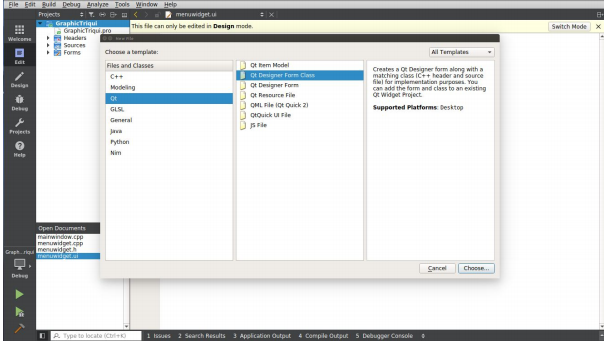 File Edit Build Debug Analyze Tools Window Help
Projects menuwidget.ui
GraphicTriqui
GraphicTriqui.pro
Headers
Sources
Forms
This file can only be edited in Design mode.
Switch Mode
Welcome
Edit
Design
Debug
Projects
Help
New File
Choose a template:
All Templates
Files and Classes
C++
Modeling
Qt
GLSL
General
Java
Python
Nim
Qt Item Model
Qt Designer Form Class
Qt Designer Form
Qt Resource File
QML File (Qt Quick 2)
QtQuick UI File
JS File
Creates a Qt Designer form along with a
matching class (C++ header and source
file) for implementation purposes. You
can add the form and class to an existing
Qt Widget Project.
Supported Platforms: Desktop
Cancel Choose...
Open Documents
mainwindow.cpp
menuwidget.cpp
menuwidget.h
menuwidget.ui
Graph...riqui
Debug
Type to locate (Ctrl+K) 1 Issues 2 Search Results 3 Application Output 4 Compile Output 5 Debugger Console